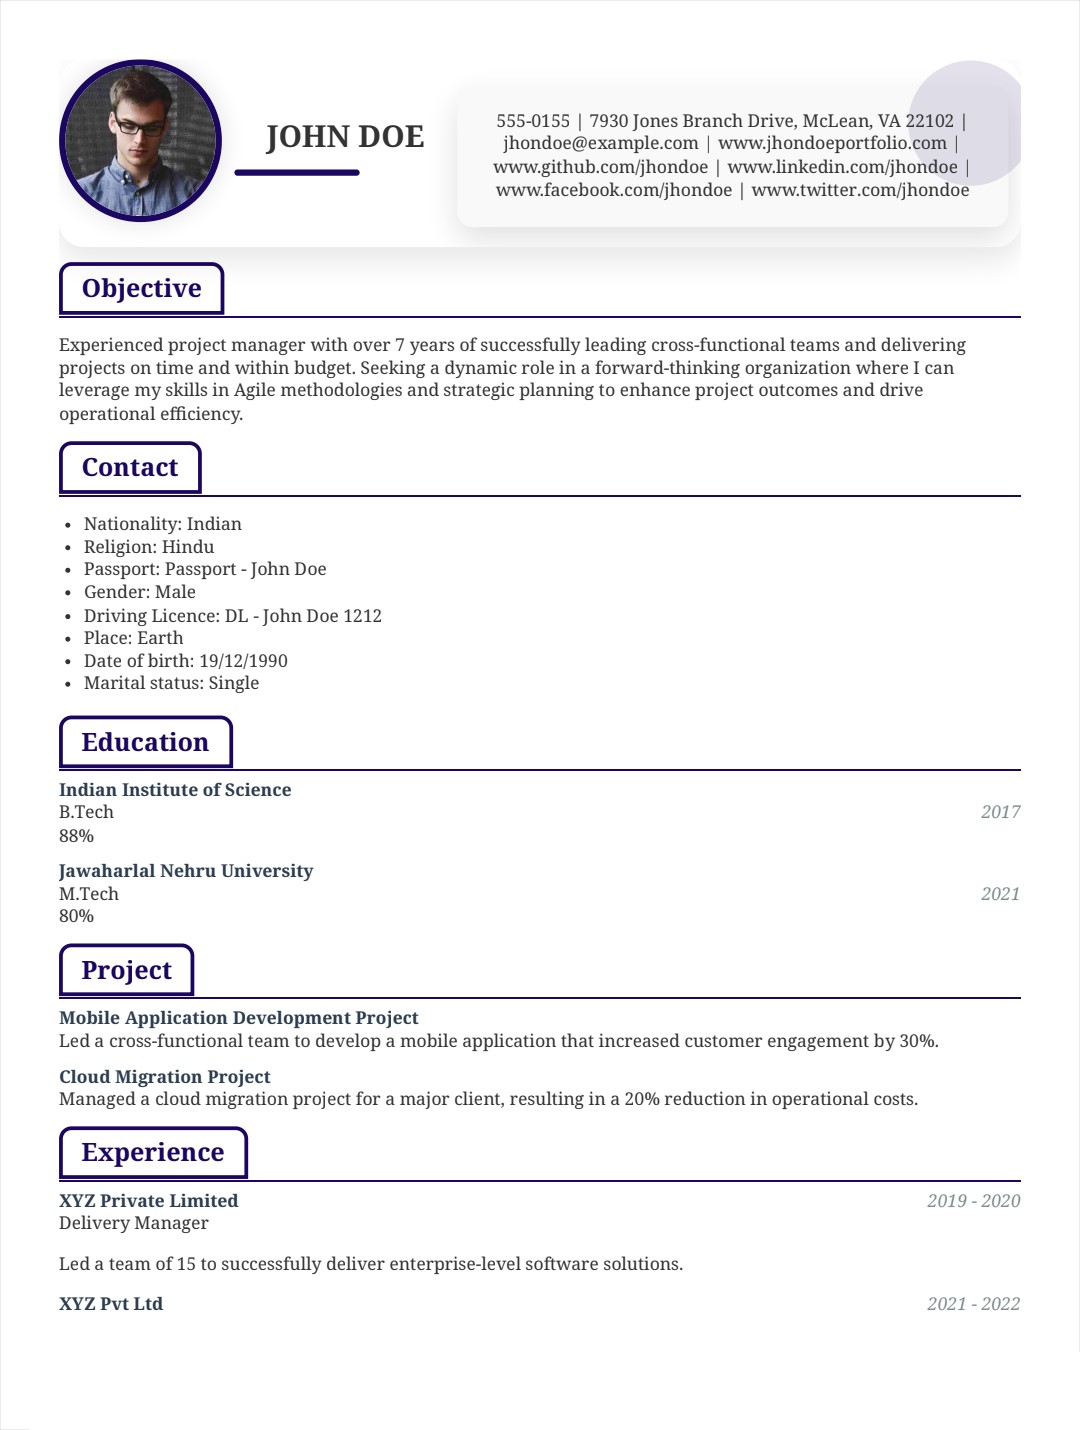 JOHN DOE
555-0155 | 7930 Jones Branch Drive, McLean, VA 22102 |
jhondoe@example.com | www.jhondoeportfolio.com |
www.github.com/jhondoe | www.linkedin.com/jhondoe |
www.facebook.com/jhondoe | www.twitter.com/jhondoe
Objective
Experienced project manager with over 7 years of successfully leading cross-functional teams and delivering
projects on time and within budget. Seeking a dynamic role in a forward-thinking organization where I can
leverage my skills in Agile methodologies and strategic planning to enhance project outcomes and drive
operational efficiency.
Contact
• Nationality: Indian
• Religion: Hindu
• Passport: Passport - John Doe
• Gender: Male
• Driving Licence: DL - John Doe 1212
• Place: Earth
• Date of birth: 19/12/1990
• Marital status: Single
Education
Indian Institute of Science
B.Tech 2017
88%
Jawaharlal Nehru University
M.Tech 2021
80%
Project
Mobile Application Development Project
Led a cross-functional team to develop a mobile application that increased customer engagement by 30%.
Cloud Migration Project
Managed a cloud migration project for a major client, resulting in a 20% reduction in operational costs.
Experience
XYZ Private Limited 2019 - 2020
Delivery Manager
Led a team of 15 to successfully deliver enterprise-level software solutions.
XYZ Pvt Ltd 2021 - 2022